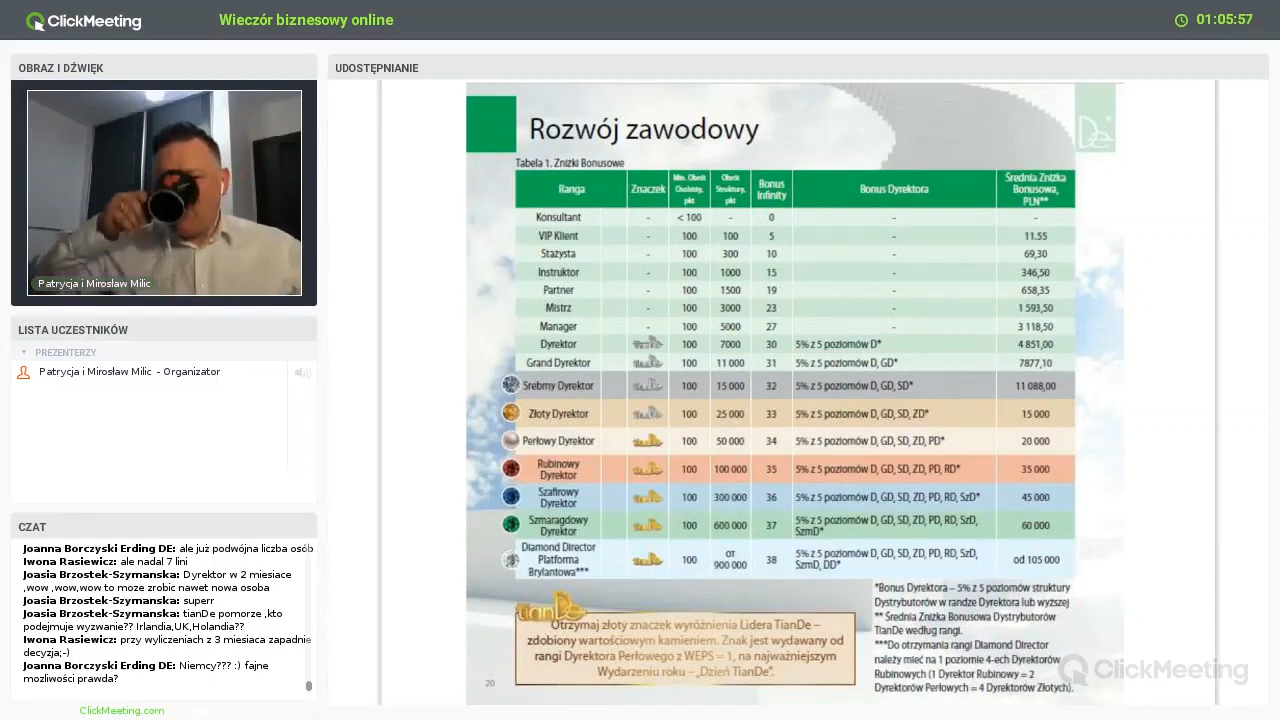 ClickMeeting
Wieczór biznesowy online
01:05:57
OBRAZ I DŹWIĘK
Patrycja i Mirosław Milic
LISTA UCZESTNIKÓW
PREZENTERZY
Patrycja i Mirosław Milic - Organizator
CZAT
Joanna Borczyski Erding DE: ale już podwójna liczba osób
Iwona Rasiewicz: ale nadal 7 lini
Joasia Brzostek-Szymanska: Dyrektor w 2 miesiace
,wow ,wow,wow to moze zrobic nawet nowa osoba
Joasia Brzostek-Szymanska: superr
Joasia Brzostek-Szymanska: tianDe pomorze ,kto
podejmuje wyzwanie?? Irlandia,UK,Holandia??
Iwona Rasiewicz: przy wyliczeniach z 3 miesiąca zapadnie
decyzja;-)
Joanna Borczyski Erding DE: Niemcy??? :) fajne
możliwości prawda?
ClickMeeting.com
UDOSTĘPNIANIE
Rozwój zawodowy
Tabela 1. Zniżki Bonusowe
Ranga Znaczek Min. Obrót Osobisty, pkt Obrót Struktury, pkt Bonus Infinity Bonus Dyrektora Średnia Zniżka Bonusowa, PLN**
Konsultant - < 100 - 0 - -
VIP Klient - 100 100 5 - 11.55
Stażysta - 100 300 10 - 69,30
Instruktor - 100 1000 15 - 346,50
Partner - 100 1500 19 - 658,35
Mistrz - 100 3000 23 - 1 593,50
Manager - 100 5000 27 - 3 118,50
Dyrektor 100 7000 30 5% z 5 poziomów D* 4 851,00
Grand Dyrektor 100 11 000 31 5% z 5 poziomów D, GD* 7877,10
Srebrny Dyrektor 100 15 000 32 5% z 5 poziomów D, GD, SD* 11 088,00
Złoty Dyrektor 100 25 000 33 5% z 5 poziomów D, GD, SD, ZD* 15 000
Perłowy Dyrektor 100 50 000 34 5% z 5 poziomów D, GD, SD, ZD, PD* 20 000
Rubinowy Dyrektor 100 100 000 35 5% z 5 poziomów D, GD, SD, ZD, PD, RD* 35 000
Szafirowy Dyrektor 100 300 000 36 5% z 5 poziomów D, GD, SD, ZD, PD, RD, SzD* 45 000
Szmaragdowy Dyrektor 100 600 000 37 5% z 5 poziomów D, GD, SD, ZD, PD, RD, SzD, SzmD* 60 000
Diamond Director Platforma Brylantowa*** 100 от 900 000 38 5% z 5 poziomów D, GD, SD, ZD, PD, RD, SzD, SzmD, DD* od 105 000
tianDe
Otrzymaj złoty znaczek wyróżnienia Lidera TianDe –
zdobiony wartościowym kamieniem. Znak jest wydawany od
rangi Dyrektora Perłowego z WEPS = 1, na najważniejszym
Wydarzeniu roku – „Dzień TianDe”.
*Bonus Dyrektora – 5% z 5 poziomów struktury
Dystrybutorów w randze Dyrektora lub wyższej
** Średnia Zniżka Bonusowa Dystrybutorów
TianDe według rangi.
***Do otrzymania rangi Diamond Director
należy mieć na 1 poziomie 4-ech Dyrektorów
Rubinowych (1 Dyrektor Rubinowy = 2
Dyrektorów Perłowych = 4 Dyrektorów Złotych).
20
ClickMeeting